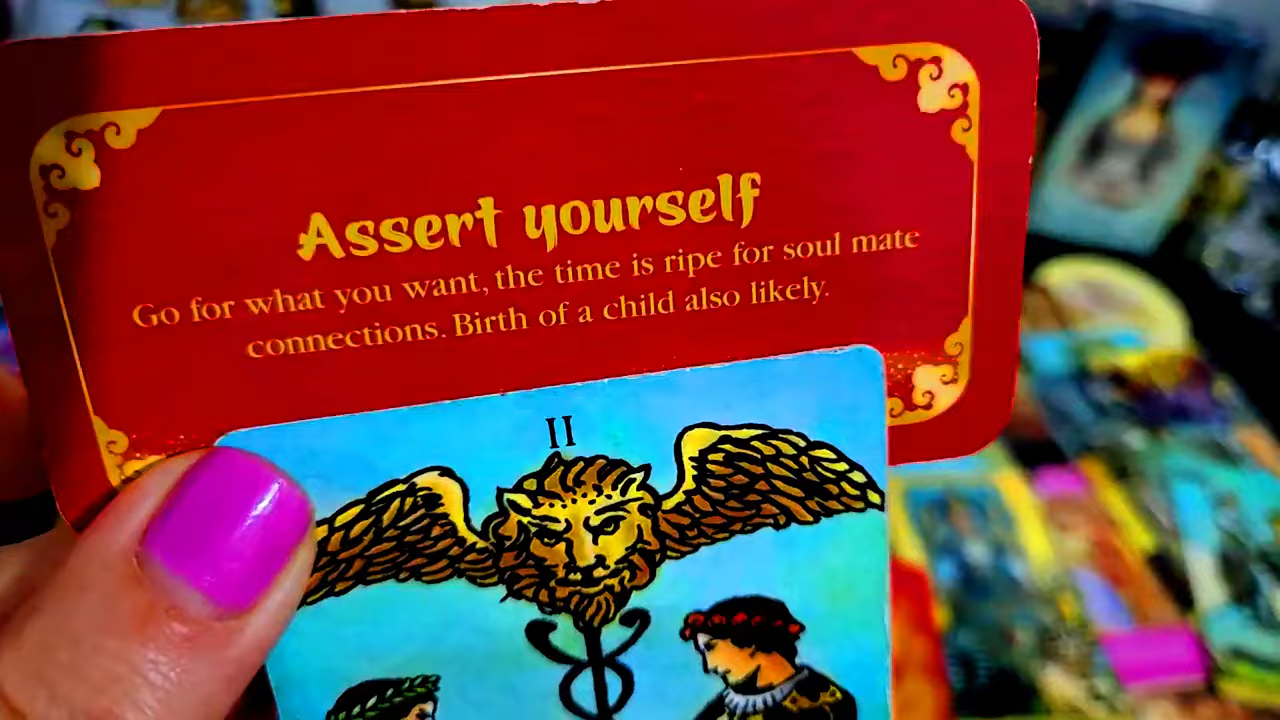 Assert yourself
Go for what you want, the time is ripe for soul mate
connections. Birth of a child also likely.
II